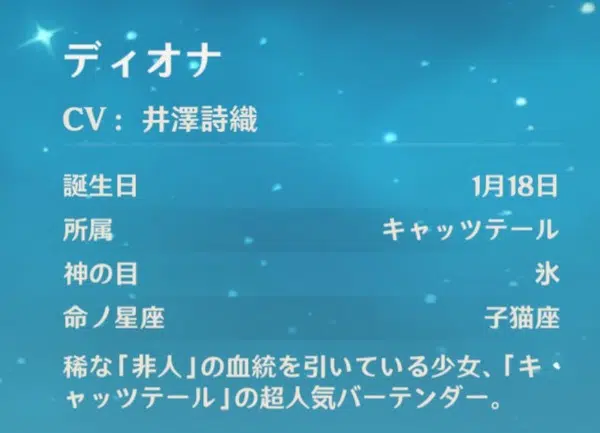 ディオナ
CV： 井澤詩織
誕生日 1月18日
所属 キャッツテール
神の目 氷
命ノ星座 子猫座
稀な「非人」の血統を引いている少女、「キ
ャッツテール」の超人気バーテンダー。